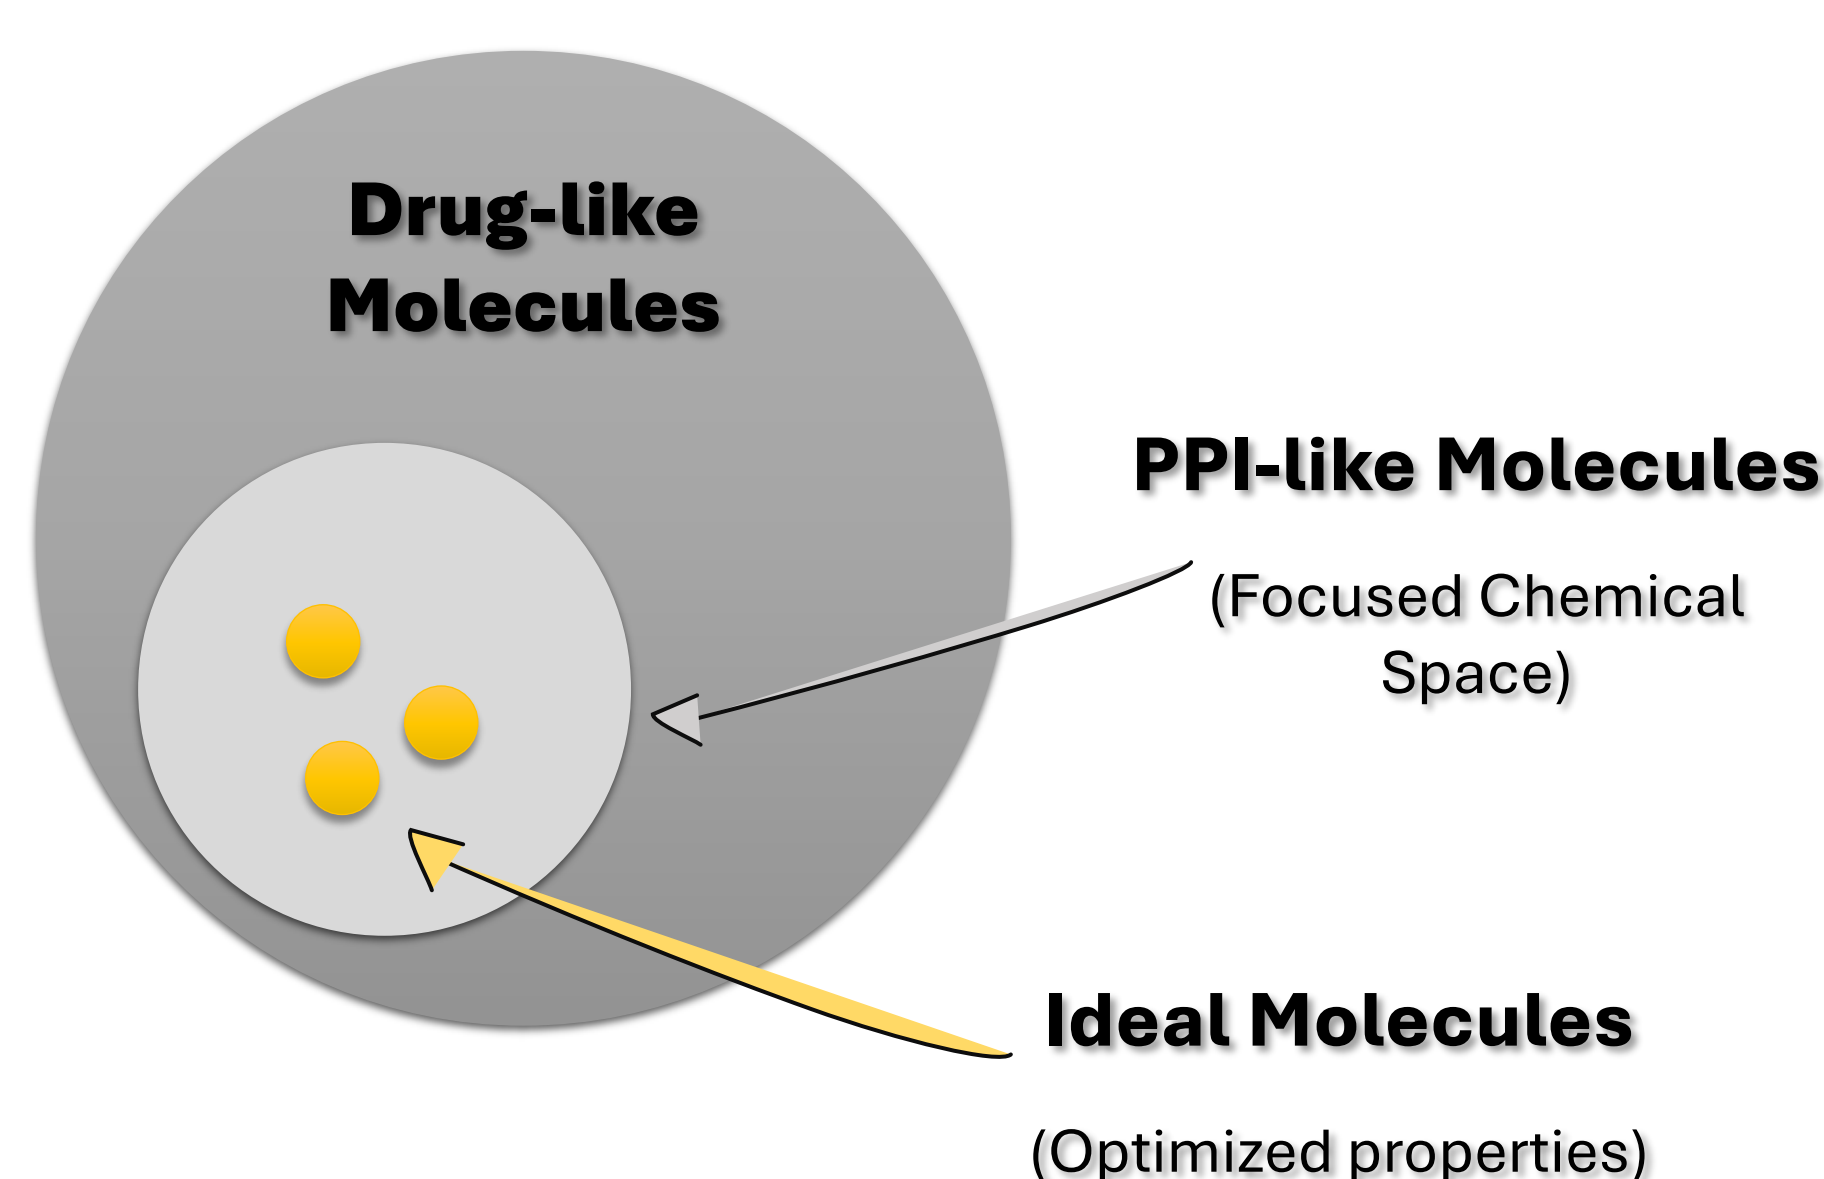 Drug-like
Molecules
PPI-like Molecules
(Focused Chemical
Space)
Ideal Molecules
(Optimized properties)